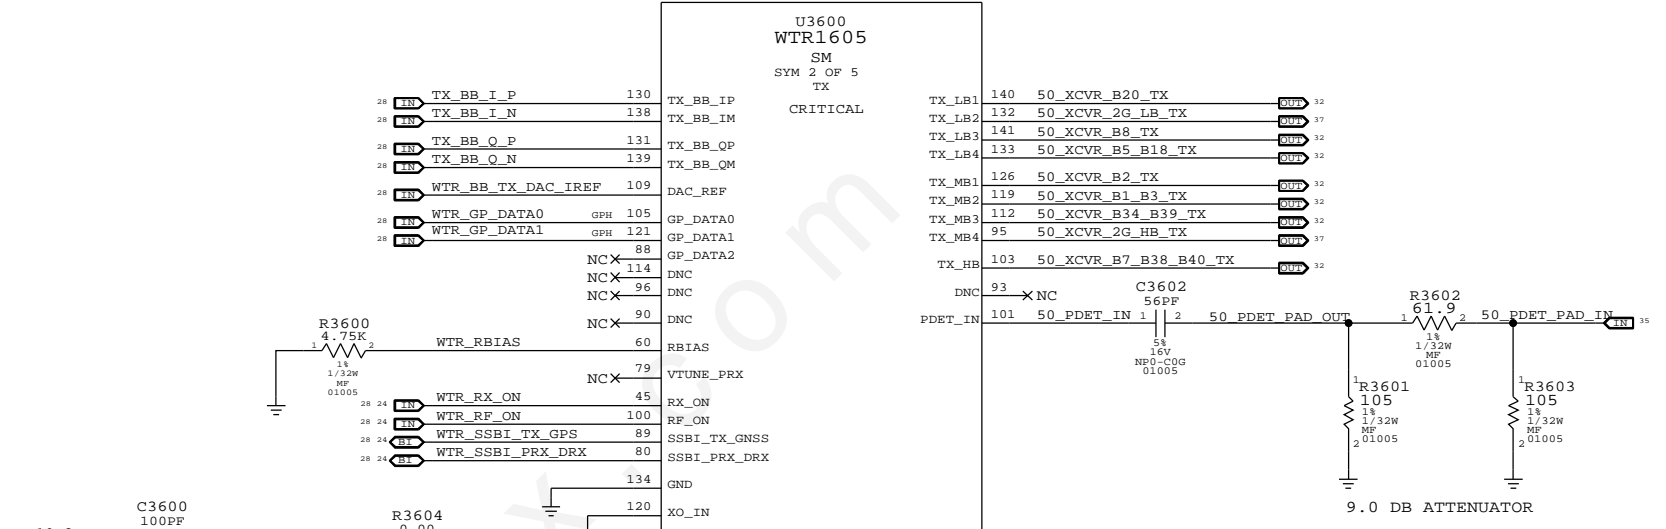 U3600
WTR1605
SM
SYM 2 OF 5
TX
CRITICAL
28 IN TX_BB_I_P 130 TX_BB_IP
28 IN TX_BB_I_N 138 TX_BB_IM
28 IN TX_BB_Q_P 131 TX_BB_QP
28 IN TX_BB_Q_N 139 TX_BB_QM
28 IN WTR_BB_TX_DAC_IREF 109 DAC_REF
28 IN WTR_GP_DATA0 GPH 105 GP_DATA0
28 IN WTR_GP_DATA1 GPH 121 GP_DATA1
NC 88 GP_DATA2
NC 114 DNC
NC 96 DNC
NC 90 DNC
R3600
4.75K
1 2 WTR_RBIAS 60 RBIAS
1%
1/32W
MF
01005
NC 79 VTUNE_PRX
28 24 IN WTR_RX_ON 45 RX_ON
28 24 IN WTR_RF_ON 100 RF_ON
28 24 BI WTR_SSBI_TX_GPS 89 SSBI_TX_GNSS
28 24 BI WTR_SSBI_PRX_DRX 80 SSBI_PRX_DRX
134 GND
120 XO_IN
C3600
100PF
R3604
TX_LB1 140 50_XCVR_B20_TX OUT 32
TX_LB2 132 50_XCVR_2G_LB_TX OUT 37
TX_LB3 141 50_XCVR_B8_TX OUT 32
TX_LB4 133 50_XCVR_B5_B18_TX OUT 32
TX_MB1 126 50_XCVR_B2_TX OUT 32
TX_MB2 119 50_XCVR_B1_B3_TX OUT 32
TX_MB3 112 50_XCVR_B34_B39_TX OUT 32
TX_MB4 95 50_XCVR_2G_HB_TX OUT 37
TX_HB 103 50_XCVR_B7_B38_B40_TX OUT 32
DNC 93 NC
C3602
56PF
PDET_IN 101 50_PDET_IN 1 2 50_PDET_PAD_OUT
5%
16V
NP0-C0G
01005
R3602
61.9
1 2 50_PDET_PAD_IN IN 35
1%
1/32W
MF
01005
1
R3601
105
1%
1/32W
MF
01005
2
1
R3603
105
1%
1/32W
MF
01005
2
9.0 DB ATTENUATOR
x.com